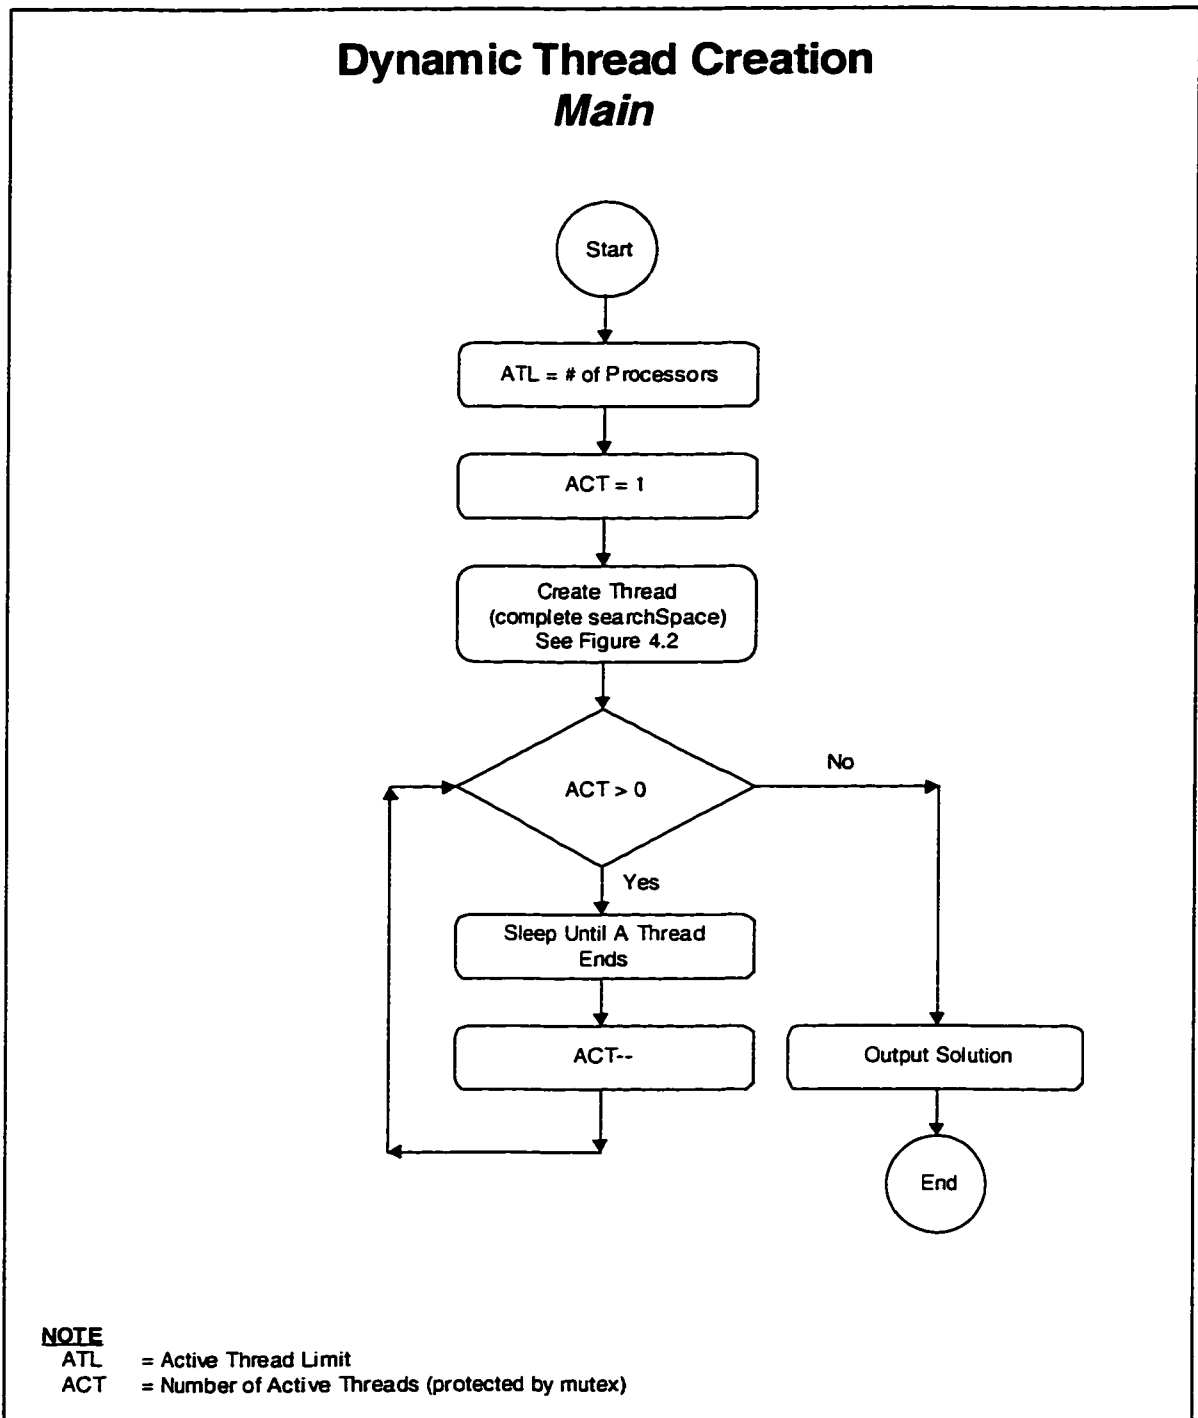 Dynamic Thread Creation
Main
Start
ATL = # of Processors
ACT = 1
Create Thread
(complete searchSpace)
See Figure 4.2
ACT > 0
No
Yes
Sleep Until A Thread
Ends
ACT--
Output Solution
End
NOTE
ATL = Active Thread Limit
ACT = Number of Active Threads (protected by mutex)